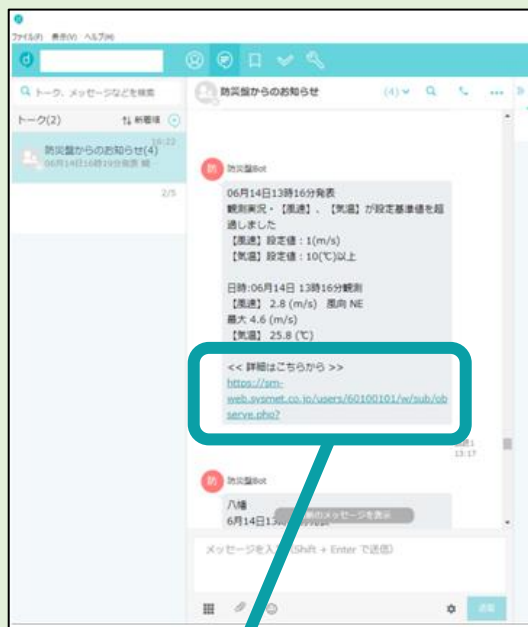 ファイル(F) 表示(V) ヘルプ(H)
d
トーク、メッセージなどを検索
トーク(2)
新着順
防災盤からのお知らせ(4)
06月14日16時19分発表
2/5
防災盤からのお知らせ
(4)
防
防災盤Bot
06月14日13時16分発表
観測実況・【風速】、【気温】が設定基準値を超
過しました
【風速】設定値：1(m/s)
【気温】設定値：10(℃)以上
日時:06月14日 13時16分観測
【風速】 2.8 (m/s) 風向 NE
最大 4.6 (m/s)
【気温】 25.8 (℃)
<< 詳細はこちらから >>
https://sm-
web.sysmet.co.jp/users/60100101/w/sub/ob
serve.php?
13:17
防
防災盤Bot
八幡
6月14日13
のメッセージを表示
メッセージを入
(Shift + Enter で送信)
送信